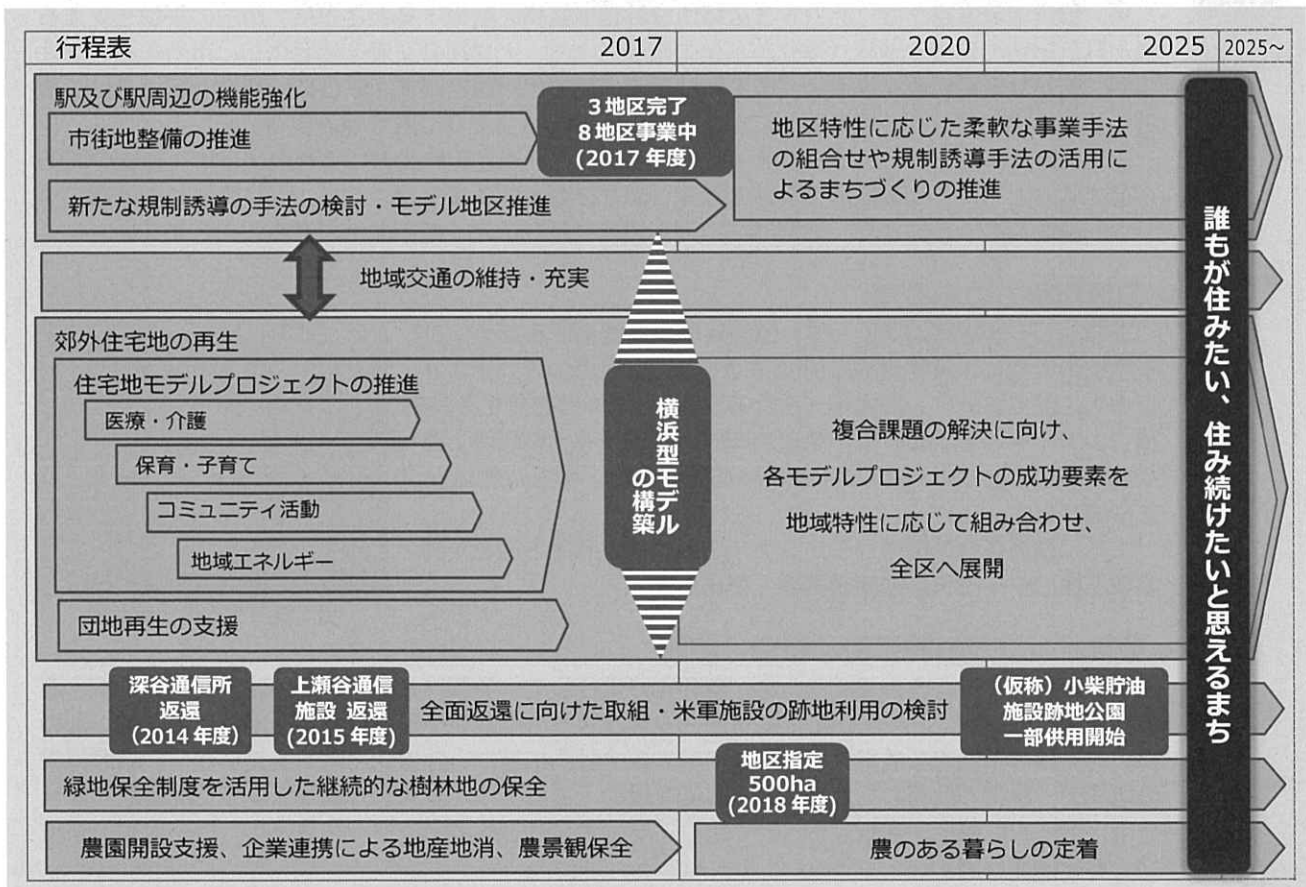 行程表 2017 2020 2025 2025～
駅及び駅周辺の機能強化
市街地整備の推進
3地区完了
8地区事業中
(2017年度)
地区特性に応じた柔軟な事業手法
の組合せや規制誘導手法の活用に
よるまちづくりの推進
新たな規制誘導の手法の検討・モデル地区推進
地域交通の維持・充実
郊外住宅地の再生
住宅地モデルプロジェクトの推進
医療・介護
保育・子育て
コミュニティ活動
地域エネルギー
団地再生の支援
横浜型モデル
の構築
複合課題の解決に向け、
各モデルプロジェクトの成功要素を
地域特性に応じて組み合わせ、
全区へ展開
深谷通信所
返還
(2014年度)
上瀬谷通信
施設 返還
(2015年度)
全面返還に向けた取組・米軍施設の跡地利用の検討
（仮称）小柴貯油
施設跡地公園
一部供用開始
緑地保全制度を活用した継続的な樹林地の保全
地区指定
500ha
(2018年度)
農園開設支援、企業連携による地産地消、農景観保全
農のある暮らしの定着
誰もが住みたい、住み続けたいと思えるまち